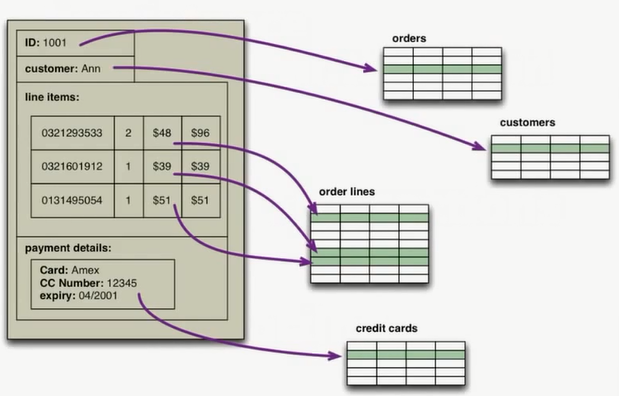 ID: 1001
customer: Ann
line items:
0321293533 2 $48 $96
0321601912 1 $39 $39
0131495054 1 $51 $51
payment details:
Card: Amex
CC Number: 12345
expiry: 04/2001
orders
customers
order lines
credit cards